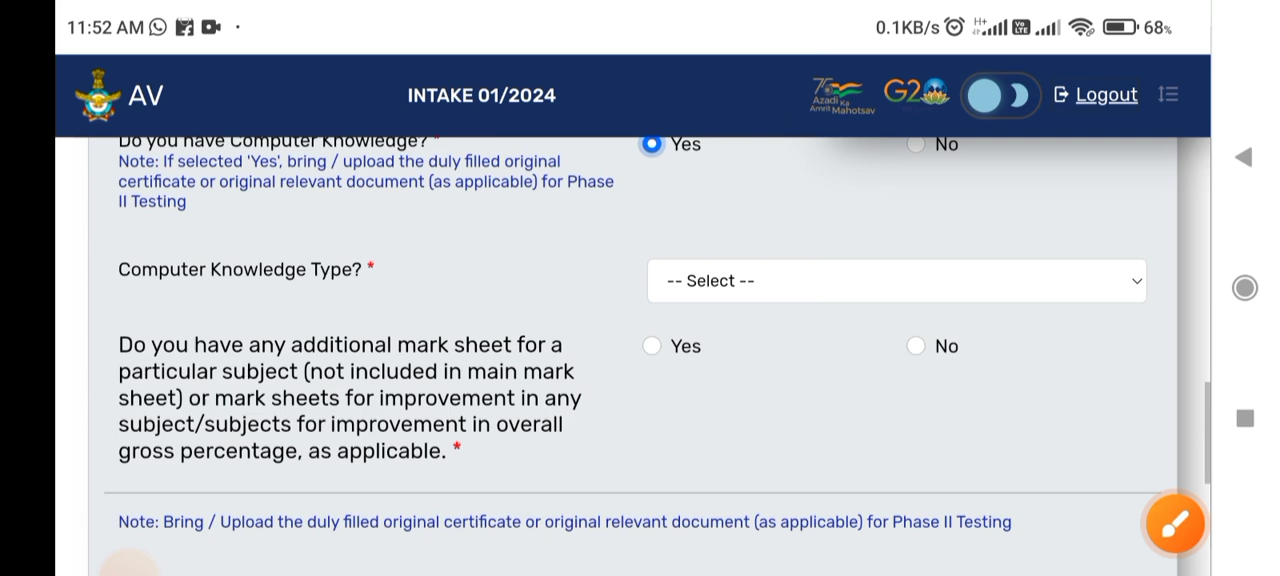 11:52 AM
0.1KB/s H+ Vo LTE 68%
AV
INTAKE 01/2024
Azadi Ka
Amrit Mahotsav
G20
Logout
Do you have Computer Knowledge? *
Yes
No
Note: If selected 'Yes', bring / upload the duly filled original
certificate or original relevant document (as applicable) for Phase
II Testing
Computer Knowledge Type? *
-- Select --
Do you have any additional mark sheet for a
Yes
No
particular subject (not included in main mark
sheet) or mark sheets for improvement in any
subject/subjects for improvement in overall
gross percentage, as applicable. *
Note: Bring / Upload the duly filled original certificate or original relevant document (as applicable) for Phase II Testing